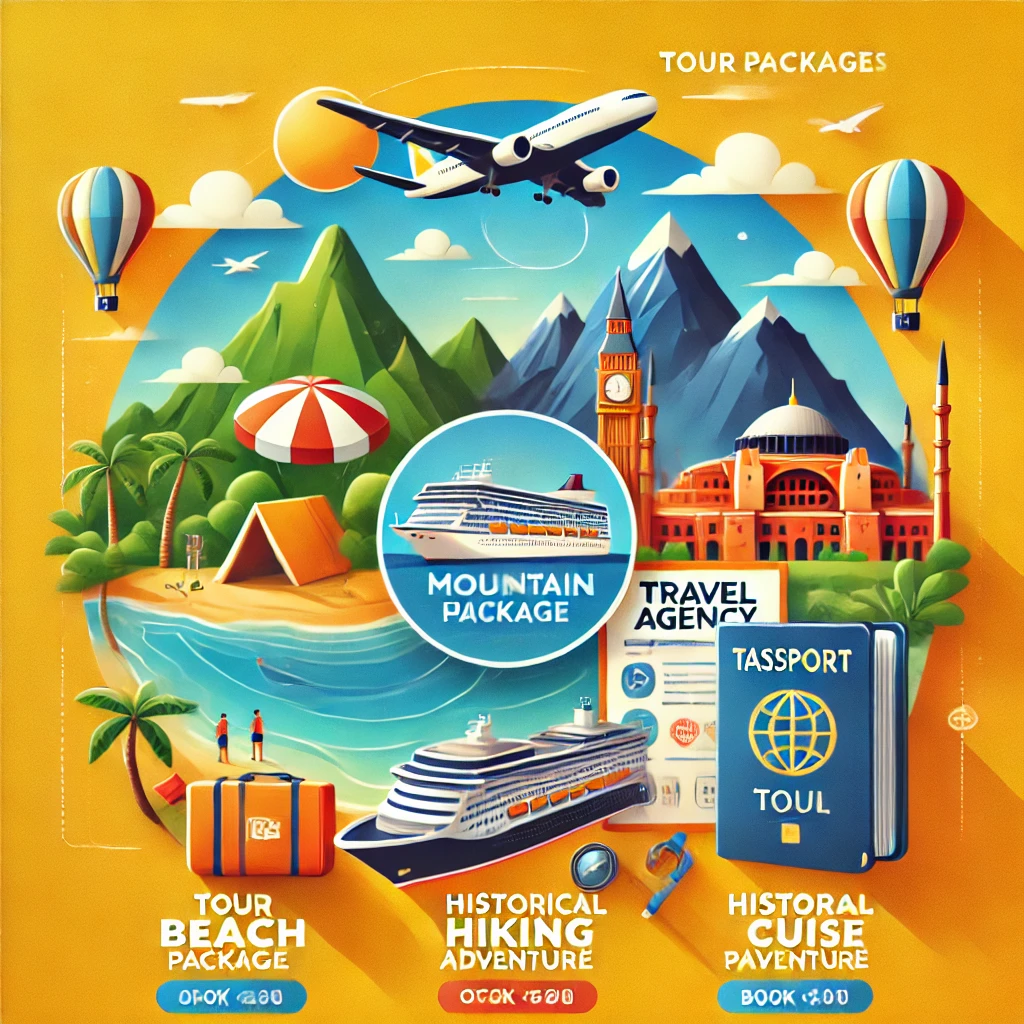 TOUR PACKAGES
MOUNTAIN
PACKAGE
TRAVEL
AGENCY
TASSPORT
TOUL
TOUR
BEACH
PACKAGE
HISTORICAL
HIKING
ADVENTURE
HISTORAL
CUISE
PAVENTURE
BOOK